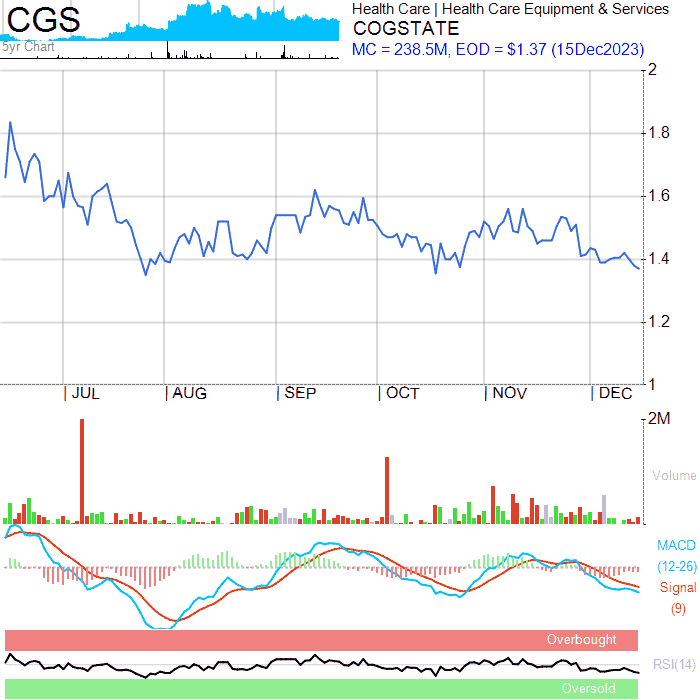 CGS
5yr Chart
Health Care | Health Care Equipment & Services
COGSTATE
MC = 238.5M, EOD = $1.37 (15Dec2023)
2
1.8
1.6
1.4
1.2
1
| JUL | AUG | SEP | OCT | NOV | DEC
2M
Volume
MACD
(12-26)
Signal
(9)
Overbought
RSI(14)
Oversold